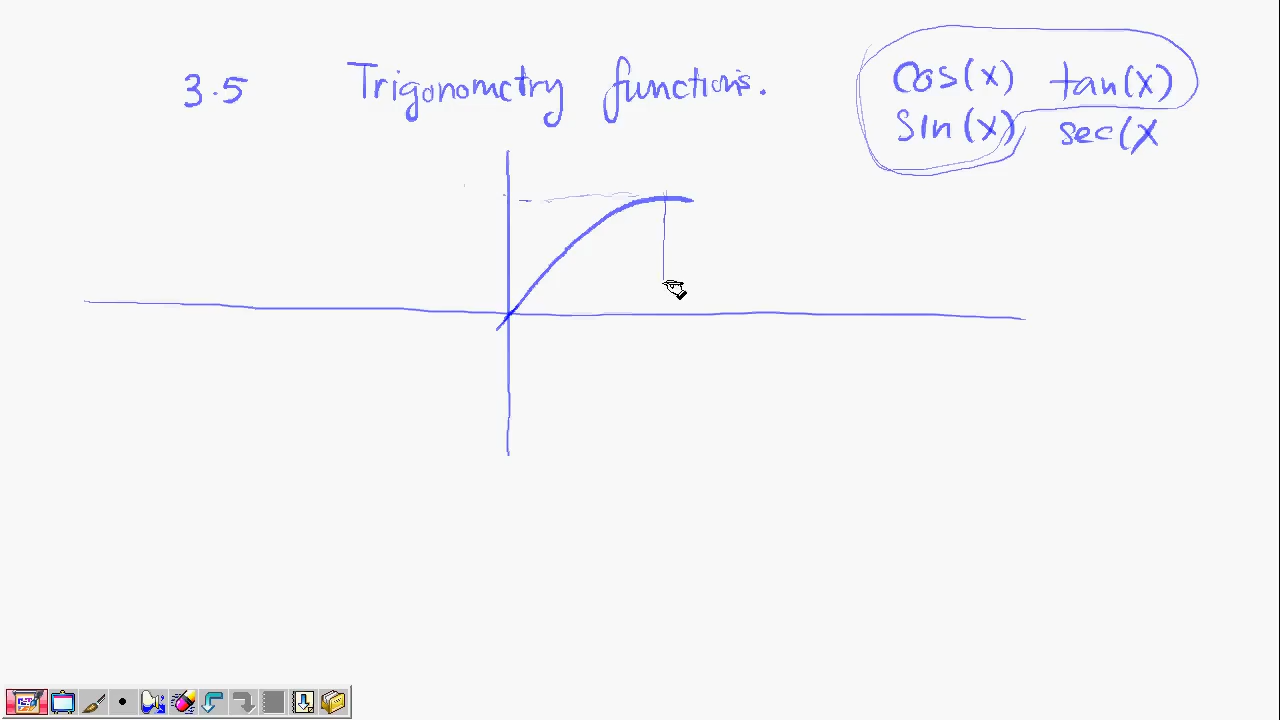 3.5 Trigonometry functions.
cos(x) tan(x)
sin(x) sec(x